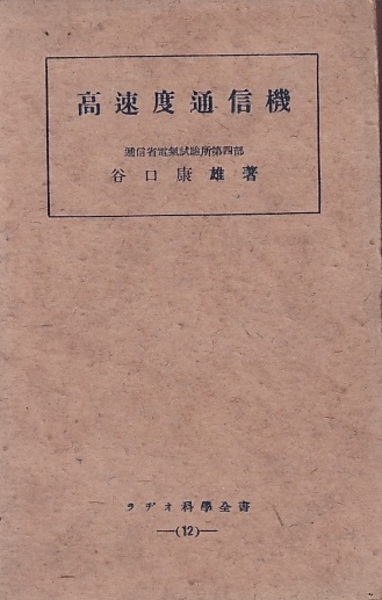 高速度通信機
逓信省電氣試驗所第四部
谷口康雄著
ラヂオ科學全書
—(12)—